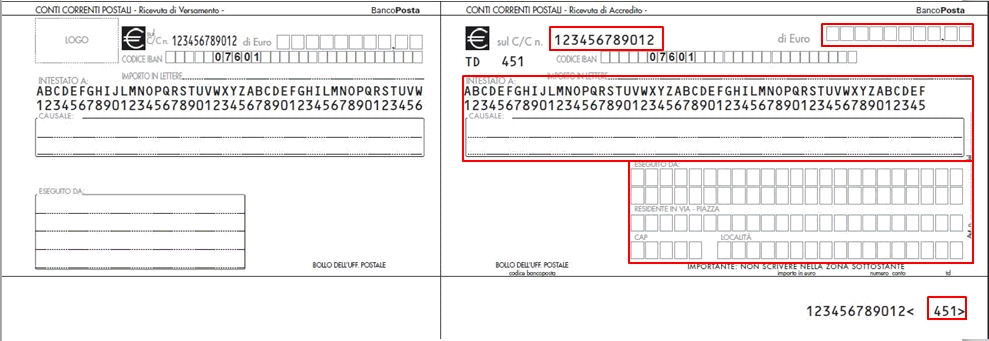 CONTI CORRENTI POSTALI - Ricevuta di Versamento - BancoPosta
LOGO
€ sul C/C n. 123456789012 di Euro
CODICE IBAN 07601
INTESTATO A: IMPORTO IN LETTERE
ABCDEFGHIJLMNOPQRSTUVWXYZABCDEFGHILMNOPQRSTUVW
1234567890123456789012345678901234567890123456
CAUSALE:
ESEGUITO DA:
BOLLO DELL'UFF. POSTALE
CONTI CORRENTI POSTALI - Ricevuta di Accredito - BancoPosta
€ sul C/C n. 123456789012 di Euro
TD 451 CODICE IBAN 07601
INTESTATO A: IMPORTO IN LETTERE
ABCDEFGHIJLMNOPQRSTUVWXYZABCDEFGHILMNOPQRSTUVWXYZABCDEF
1234567890123456789012345678901234567890123456789012345
CAUSALE:
ESEGUITO DA:
RESIDENTE IN VIA - PIAZZA
CAP LOCALITÀ
BOLLO DELL'UFF. POSTALE
codice bancoposta
IMPORTANTE: NON SCRIVERE NELLA ZONA SOTTOSTANTE
importo in euro numero conto td
123456789012< 451>